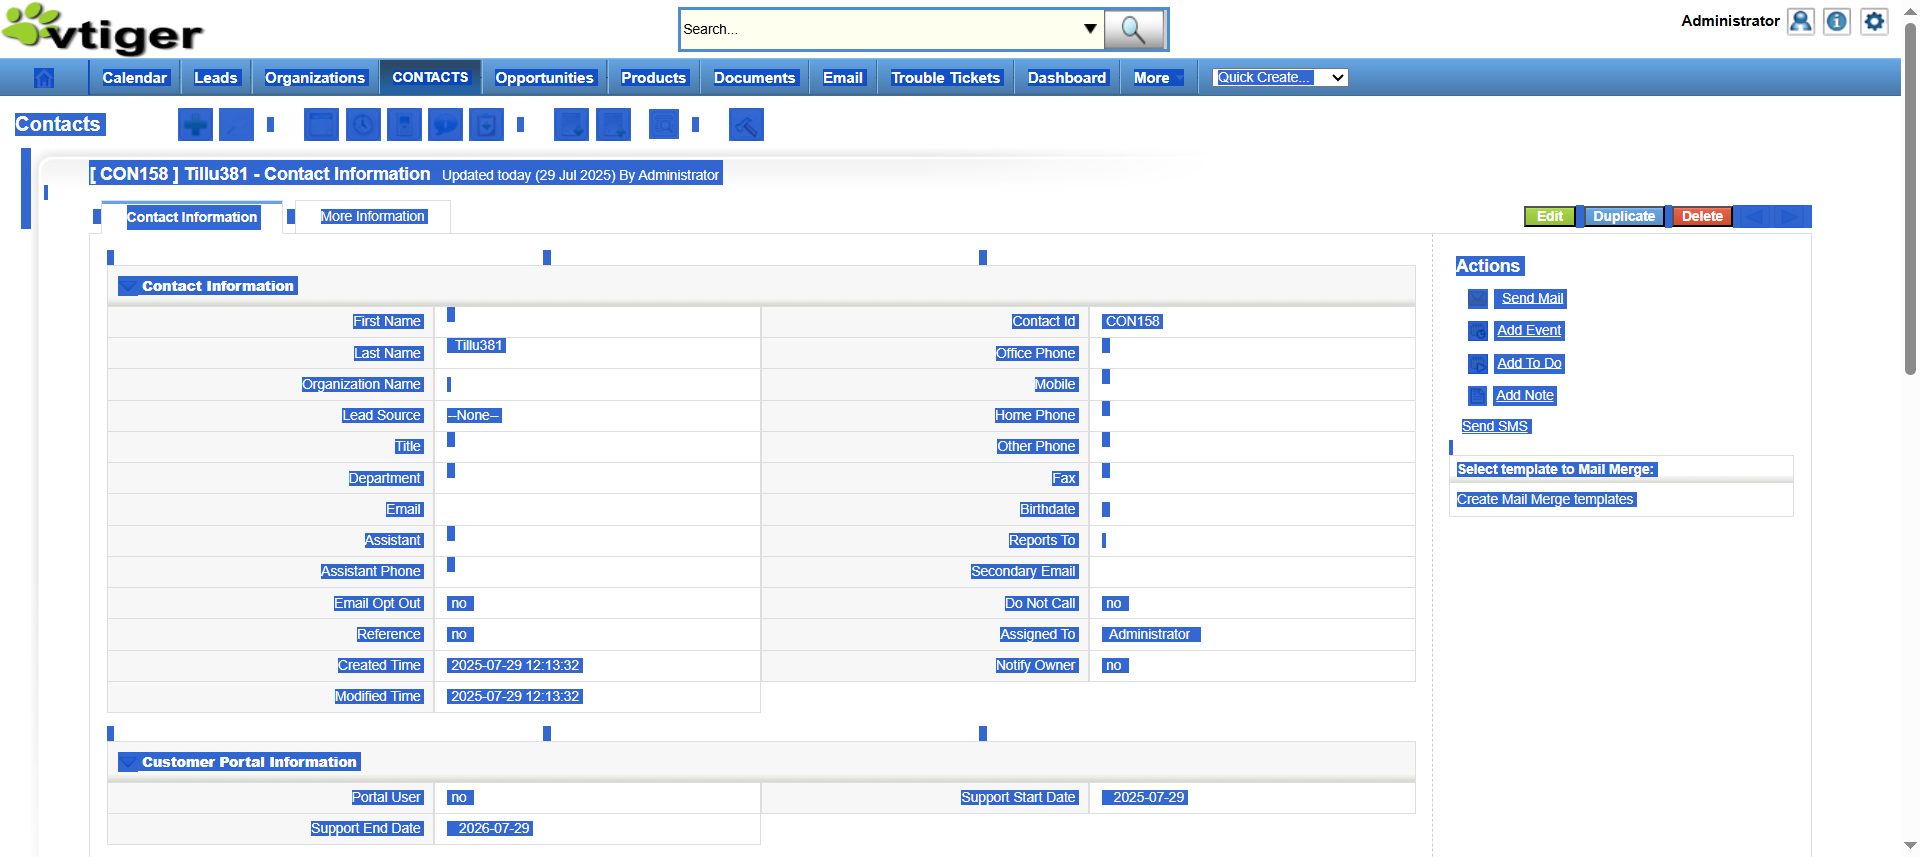 vtiger
Search...
Administrator
Calendar Leads Organizations CONTACTS Opportunities Products Documents Email Trouble Tickets Dashboard More Quick Create...
Contacts
[ CON158 ] Tillu381 - Contact Information Updated today (29 Jul 2025) By Administrator
Contact Information More Information
Edit Duplicate Delete
Contact Information
First Name Contact Id CON158
Last Name Tillu381 Office Phone
Organization Name Mobile
Lead Source --None-- Home Phone
Title Other Phone
Department Fax
Email Birthdate
Assistant Reports To
Assistant Phone Secondary Email
Email Opt Out no Do Not Call no
Reference no Assigned To Administrator
Created Time 2025-07-29 12:13:32 Notify Owner no
Modified Time 2025-07-29 12:13:32
Customer Portal Information
Portal User no Support Start Date 2025-07-29
Support End Date 2026-07-29
Actions
Send Mail
Add Event
Add To Do
Add Note
Send SMS
Select template to Mail Merge:
Create Mail Merge templates